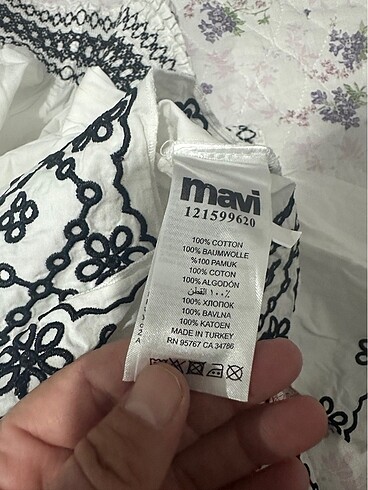 mavi
121599620
100% COTTON
100% BAUMWOLLE
%100 PAMUK
100% COTON
100% ALGODÓN
١٠٠٪ القطن
100% ХЛОПОК
100% BAVLNA
100% KATOEN
MADE IN TURKEY
RN 95767 CA 34786